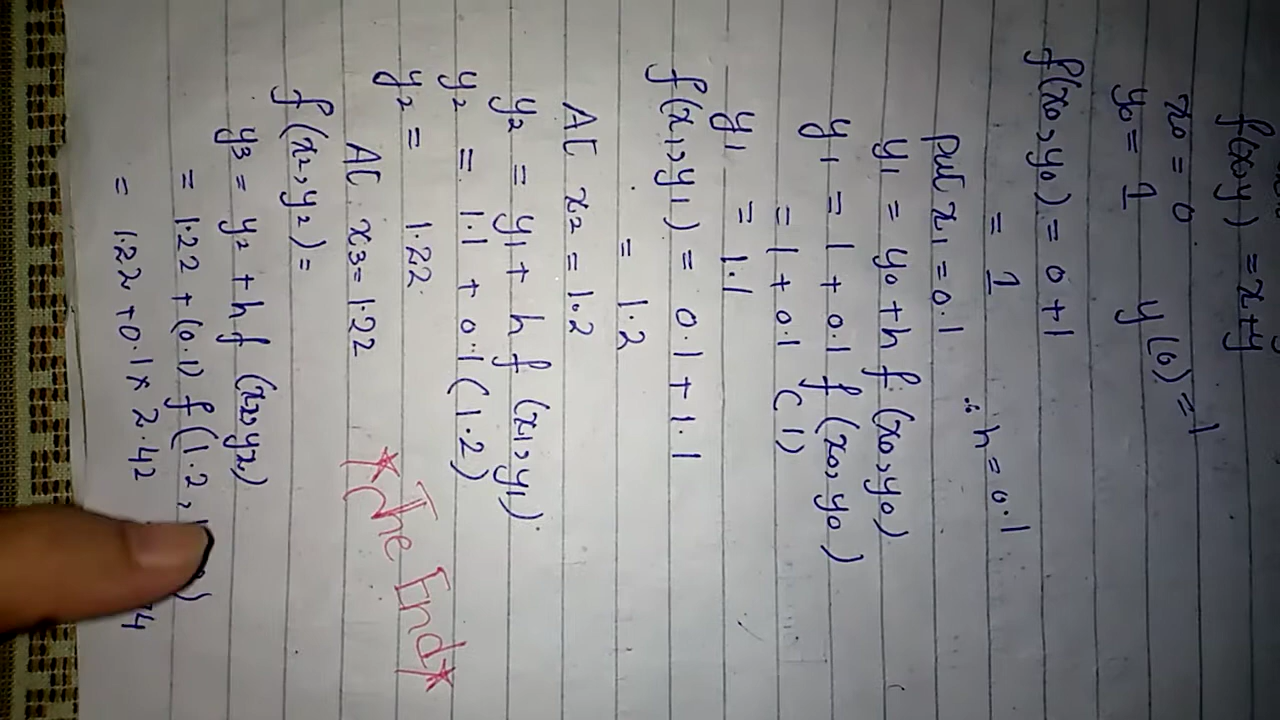 f(x,y) = x+y
x0 = 0
y0 = 1 y(0) = 1
f(x0,y0) = 0+1
= 1 ∴ h = 0.1
Put x1 = 0.1
y1 = y0 + h f (x0,y0)
y1 = 1 + 0.1 f (x0,y0)
= 1 + 0.1 (1)
y1 = 1.1
f(x1,y1) = 0.1 + 1.1
= 1.2
At x2 = 1.2
y2 = y1 + h f (x1,y1)
y2 = 1.1 + 0.1 (1.2)
y2 = 1.22
At x3 = 1.22
*The End*
f(x2,y2) =
y3 = y2 + hf (x2,y2)
= 1.22 + (0.1) f (1.2,
= 1.22 + 0.1 × 2.42